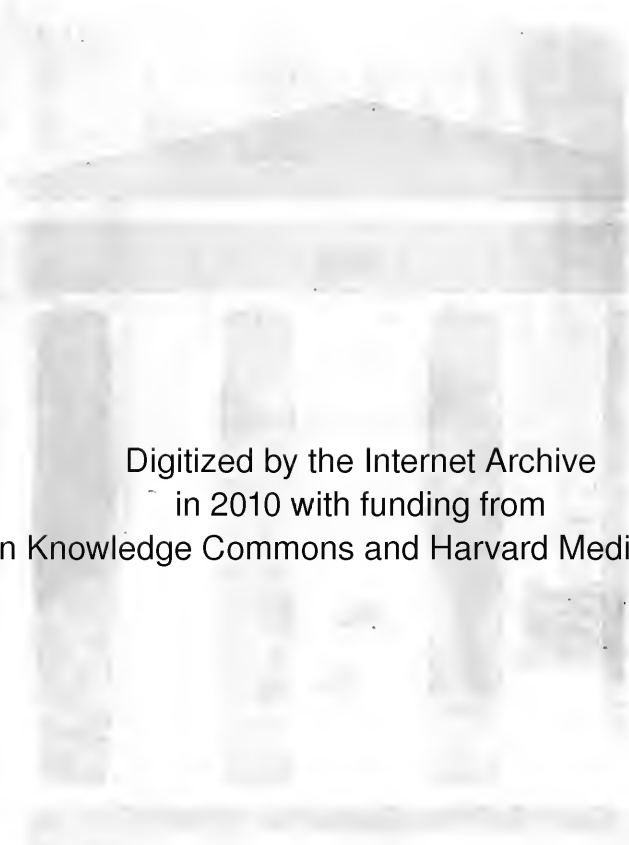 Digitized by the Internet Archive
in 2010 with funding from
n Knowledge Commons and Harvard Medi